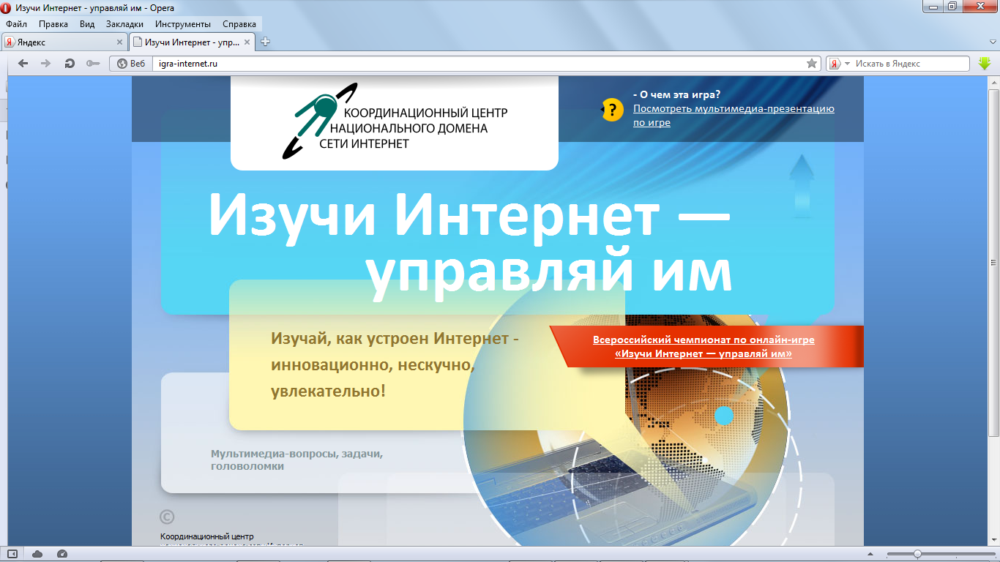 Изучи Интернет - управляй им - Opera
Файл Правка Вид Закладки Инструменты Справка
Яндекс
Изучи Интернет - упр...
Веб
igra-internet.ru
Искать в Яндекс
КООРДИНАЦИОННЫЙ ЦЕНТР
НАЦИОНАЛЬНОГО ДОМЕНА
СЕТИ ИНТЕРНЕТ
?
- О чем эта игра?
Посмотреть мультимедиа-презентацию
по игре
Изучи Интернет —
управляй им
Изучай, как устроен Интернет -
инновационно, нескучно,
увлекательно!
Всероссийский чемпионат по онлайн-игре
«Изучи Интернет — управляй им»
Мультимедиа-вопросы, задачи,
головоломки
©
Координационный центр